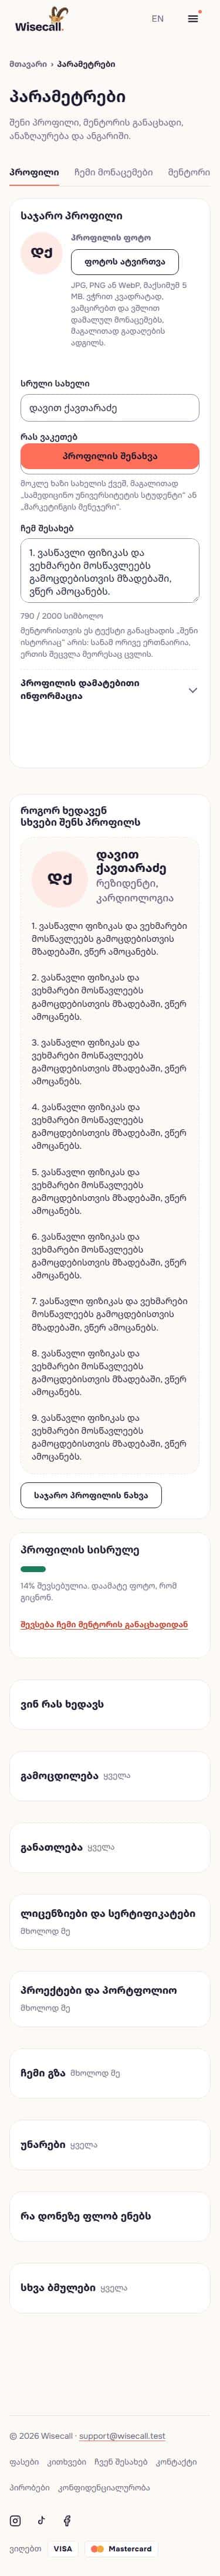 Wisecall.
EN
მთავარი › პარამეტრები
პარამეტრები
შენი პროფილი, მენტორის განაცხადი,
ანაზღაურება და ანგარიში.
პროფილი
ჩემი მონაცემები
მენტორი
საჯარო პროფილი
დქ
პროფილის ფოტო
ფოტოს ატვირთვა
JPG, PNG ან WebP, მაქსიმუმ 5
MB. ვჭრით კვადრატად,
ვამცირებთ და ვშლით
დამალულ მონაცემებს,
მაგალითად გადაღების
ადგილს.
სრული სახელი
დავით ქავთარაძე
რას აკეთებ
პროფილის შენახვა
მოკლე ხაზი სახელის ქვეშ, მაგალითად
„სამედიცინო უნივერსიტეტის სტუდენტი“ ან
„მარკეტინგის მენეჯერი“.
ჩემ შესახებ
1. ვასწავლი ფიზიკას და
ვეხმარები მოსწავლეებს
გამოცდებისთვის მზადებაში,
ვწერ ამოცანებს.
790 / 2000 სიმბოლო
მენტორისთვის ეს ტექსტი განაცხადის „შენი
ისტორიაც“ არის: სანამ ორივე ერთნაირია,
ერთის შეცვლა მეორესაც ცვლის.
პროფილის დამატებითი
ინფორმაცია
როგორ ხედავენ
სხვები შენს პროფილს
დქ
დავით
ქავთარაძე
რეზიდენტი,
კარდიოლოგია
1. ვასწავლი ფიზიკას და ვეხმარები
მოსწავლეებს გამოცდებისთვის
მზადებაში, ვწერ ამოცანებს.
2. ვასწავლი ფიზიკას და
ვეხმარები მოსწავლეებს
გამოცდებისთვის მზადებაში, ვწერ
ამოცანებს.
3. ვასწავლი ფიზიკას და
ვეხმარები მოსწავლეებს
გამოცდებისთვის მზადებაში, ვწერ
ამოცანებს.
4. ვასწავლი ფიზიკას და
ვეხმარები მოსწავლეებს
გამოცდებისთვის მზადებაში, ვწერ
ამოცანებს.
5. ვასწავლი ფიზიკას და
ვეხმარები მოსწავლეებს
გამოცდებისთვის მზადებაში, ვწერ
ამოცანებს.
6. ვასწავლი ფიზიკას და
ვეხმარები მოსწავლეებს
გამოცდებისთვის მზადებაში, ვწერ
ამოცანებს.
7. ვასწავლი ფიზიკას და ვეხმარები
მოსწავლეებს გამოცდებისთვის
მზადებაში, ვწერ ამოცანებს.
8. ვასწავლი ფიზიკას და
ვეხმარები მოსწავლეებს
გამოცდებისთვის მზადებაში, ვწერ
ამოცანებს.
9. ვასწავლი ფიზიკას და
ვეხმარები მოსწავლეებს
გამოცდებისთვის მზადებაში, ვწერ
ამოცანებს.
საჯარო პროფილის ნახვა
პროფილის სისრულე
14% შევსებულია. დაამატე ფოტო, რომ
გიცნონ.
შევსება ჩემი მენტორის განაცხადიდან
ვინ რას ხედავს
გამოცდილება ყველა
განათლება ყველა
ლიცენზიები და სერტიფიკატები
მხოლოდ მე
პროექტები და პორტფოლიო
მხოლოდ მე
ჩემი გზა მხოლოდ მე
უნარები ყველა
რა დონეზე ფლობ ენებს
სხვა ბმულები ყველა
© 2026 Wisecall · support@wisecall.test
ფასები კითხვები ჩვენ შესახებ კონტაქტი
პირობები კონფიდენციალურობა
ვიღებთ VISA Mastercard